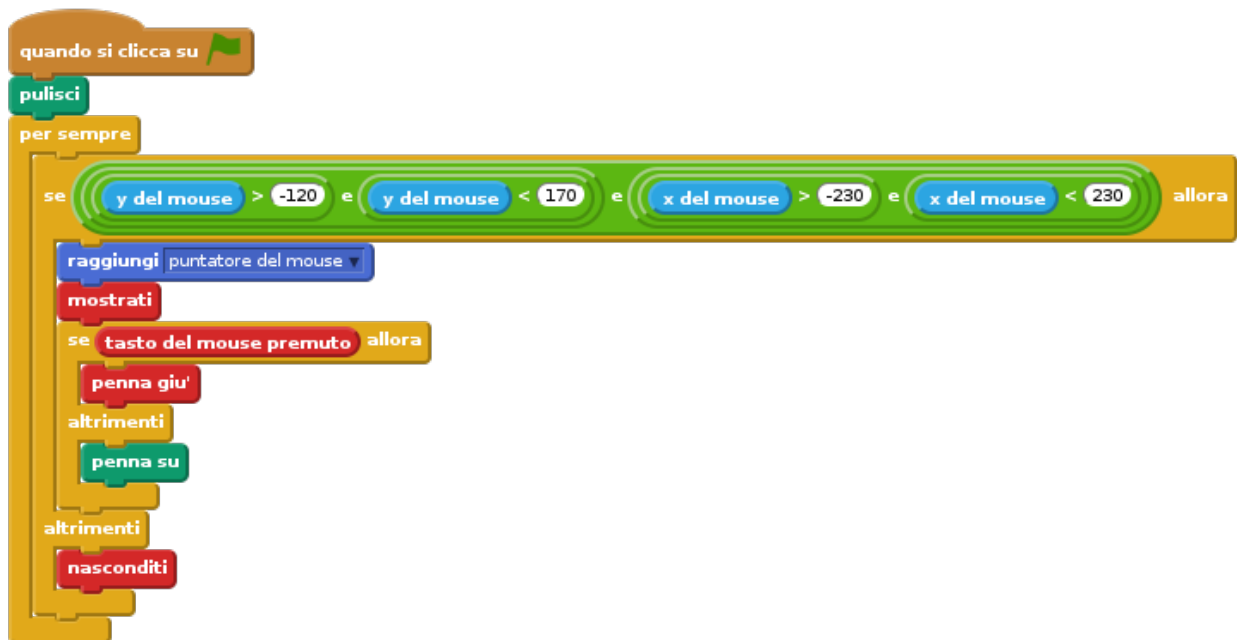 quando si clicca su
pulisci
per sempre
se y del mouse > -120 e y del mouse < 170 e x del mouse > -230 e x del mouse < 230 allora
raggiungi puntatore del mouse
mostrati
se tasto del mouse premuto allora
penna giu'
altrimenti
penna su
altrimenti
nasconditi